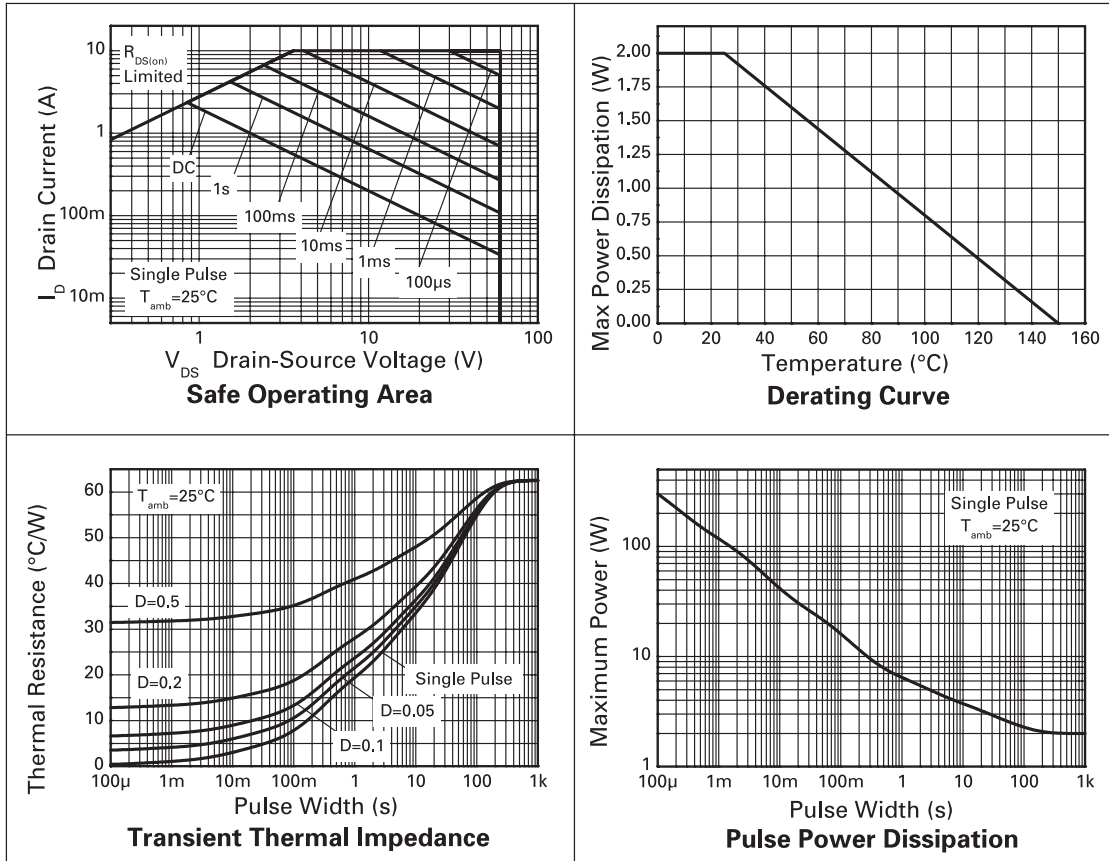 10
1
100m
10m
I_D Drain Current (A)
R_DS(on)
Limited
DC
1s
100ms
10ms
1ms
100µs
Single Pulse
T_amb=25°C
1
10
100
V_DS Drain-Source Voltage (V)
Safe Operating Area
2.00
1.75
1.50
1.25
1.00
0.75
0.50
0.25
0.00
Max Power Dissipation (W)
0
20
40
60
80
100
120
140
160
Temperature (°C)
Derating Curve
60
50
40
30
20
10
0
Thermal Resistance (°C/W)
T_amb=25°C
D=0.5
D=0.2
Single Pulse
D=0.05
D=0.1
100µ
1m
10m
100m
1
10
100
1k
Pulse Width (s)
Transient Thermal Impedance
100
10
1
Maximum Power (W)
Single Pulse
T_amb=25°C
100µ
1m
10m
100m
1
10
100
1k
Pulse Width (s)
Pulse Power Dissipation